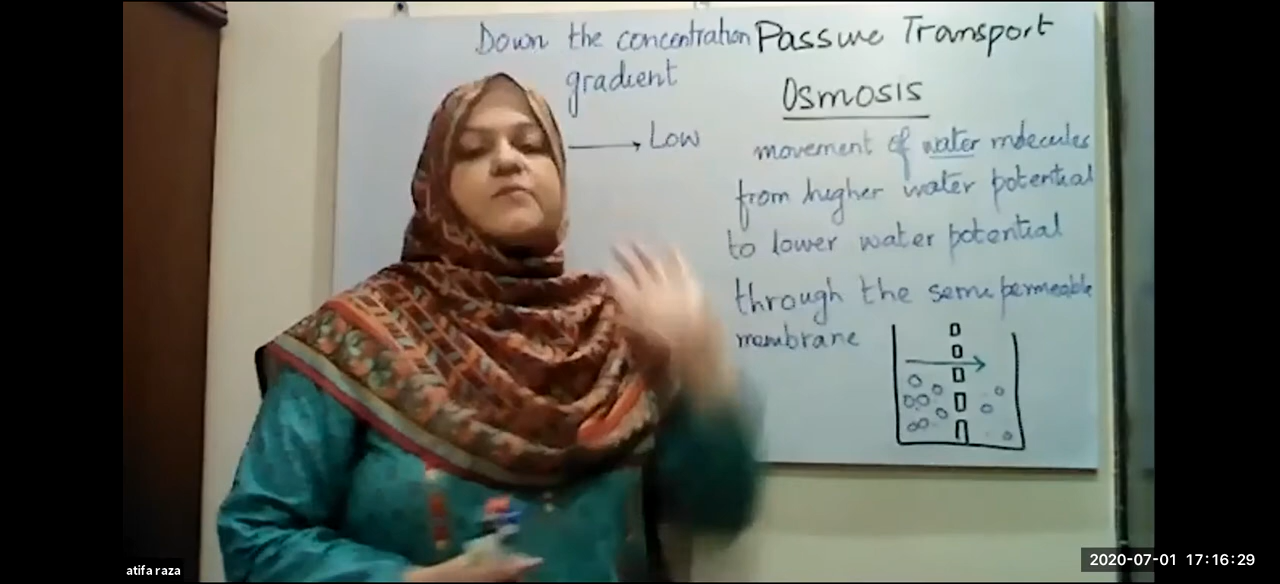 Down the concentration
gradient
Low
Passive Transport
Osmosis
movement of water molecules
from higher water potential
to lower water potential
through the semi permeable
membrane
atifa raza
2020-07-01 17:16:29